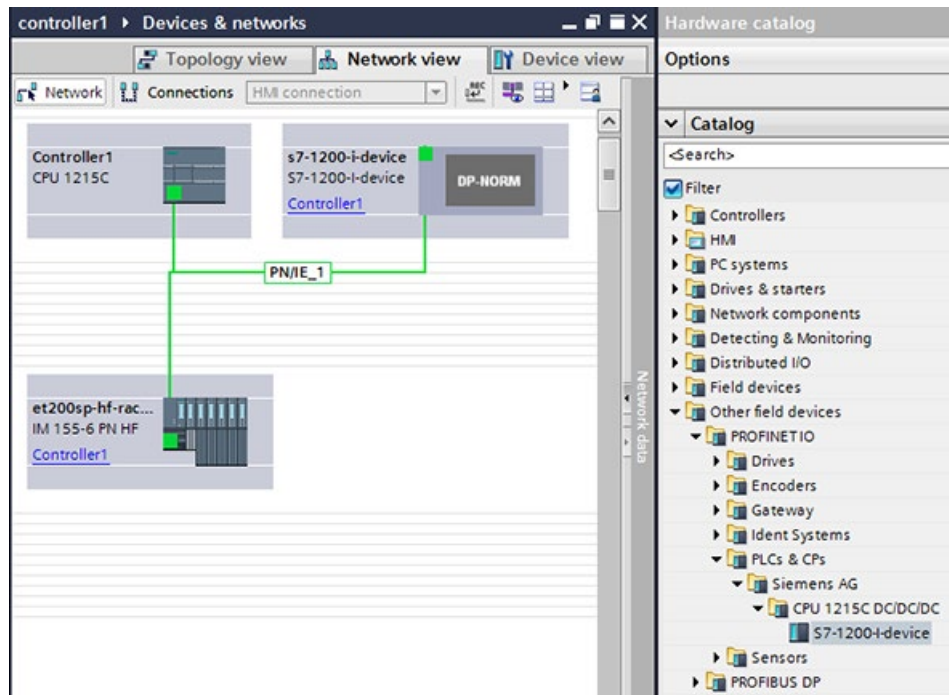 controller1 ▸ Devices & networks
Topology view
Network view
Device view
Network
Connections
HMI connection
Controller1
CPU 1215C
s7-1200-i-device
S7-1200-I-device
Controller1
DP-NORM
PN/IE_1
et200sp-hf-rac...
IM 155-6 PN HF
Controller1
Network data
Hardware catalog
Options
Catalog
<Search>
Filter
Controllers
HMI
PC systems
Drives & starters
Network components
Detecting & Monitoring
Distributed I/O
Field devices
Other field devices
PROFINET IO
Drives
Encoders
Gateway
Ident Systems
PLCs & CPs
Siemens AG
CPU 1215C DC/DC/DC
S7-1200-I-device
Sensors
PROFIBUS DP